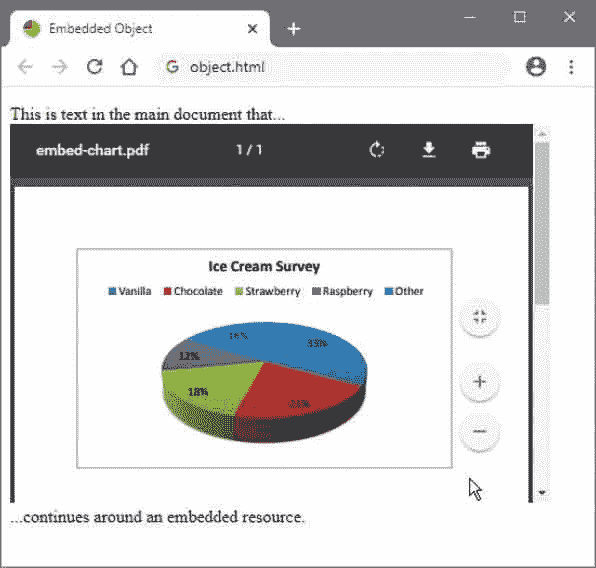 Embedded Object
object.html
This is text in the main document that...
embed-chart.pdf 1 / 1
Ice Cream Survey
Vanilla Chocolate Strawberry Raspberry Other
12%
18%
...continues around an embedded resource.